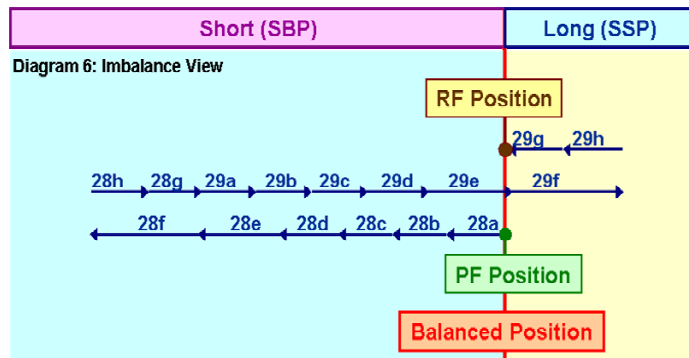 Short (SBP) Long (SSP)
Diagram 6: Imbalance View
RF Position
29g 29h
28h 28g 29a 29b 29c 29d 29e 29f
28f 28e 28d 28c 28b 28a
PF Position
Balanced Position